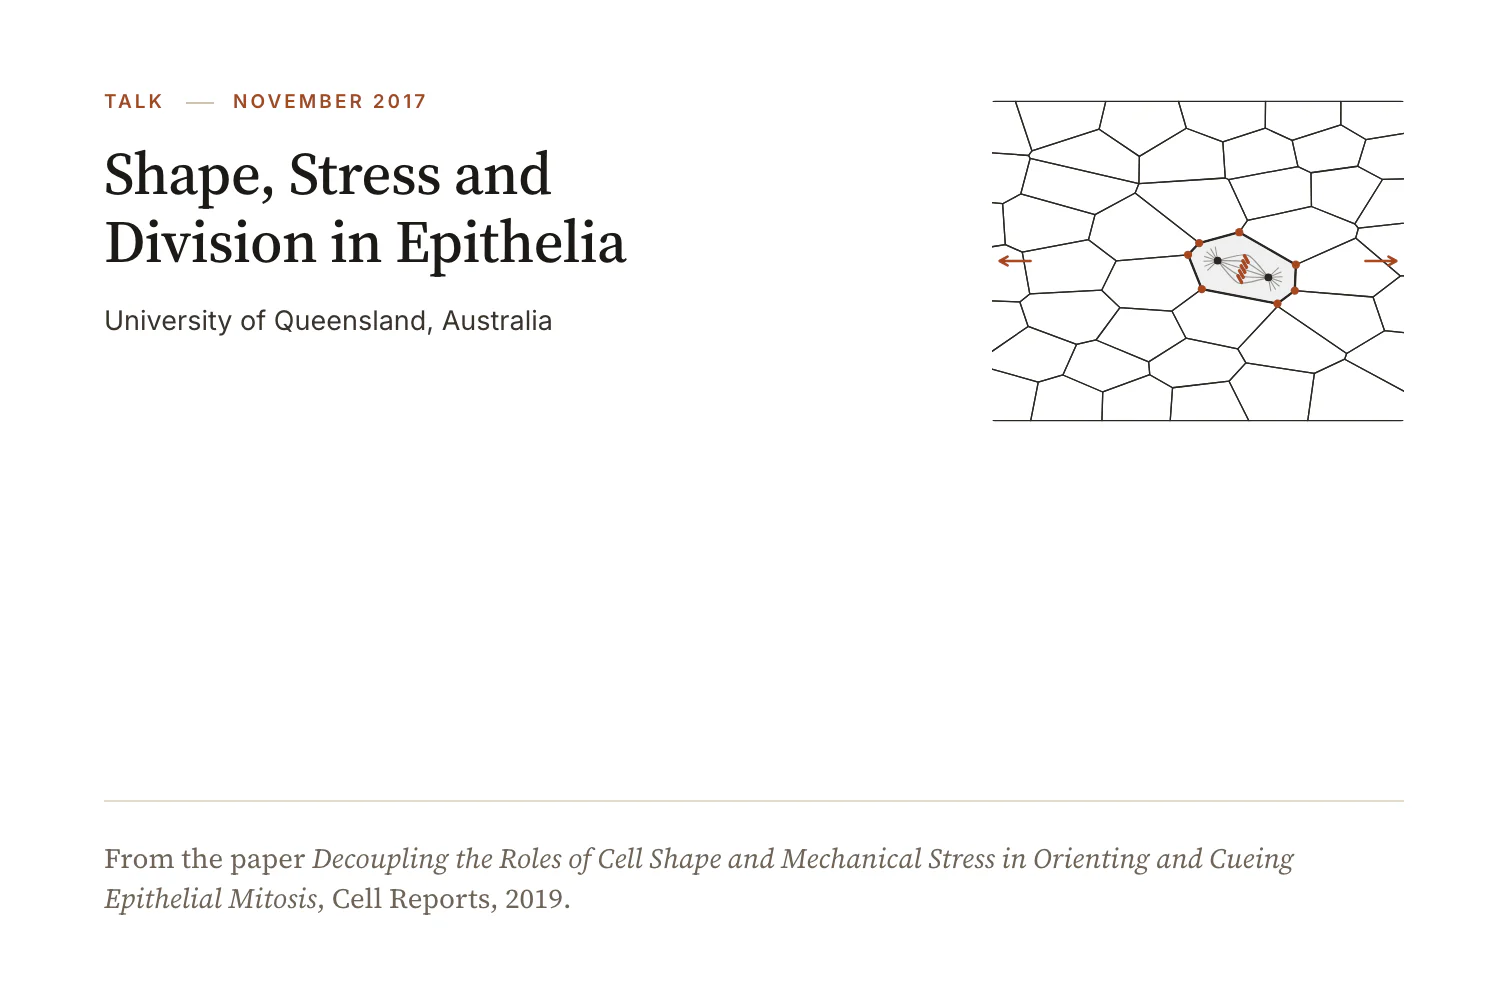 TALK — NOVEMBER 2017
Shape, Stress and
Division in Epithelia
University of Queensland, Australia
From the paper Decoupling the Roles of Cell Shape and Mechanical Stress in Orienting and Cueing
Epithelial Mitosis, Cell Reports, 2019.